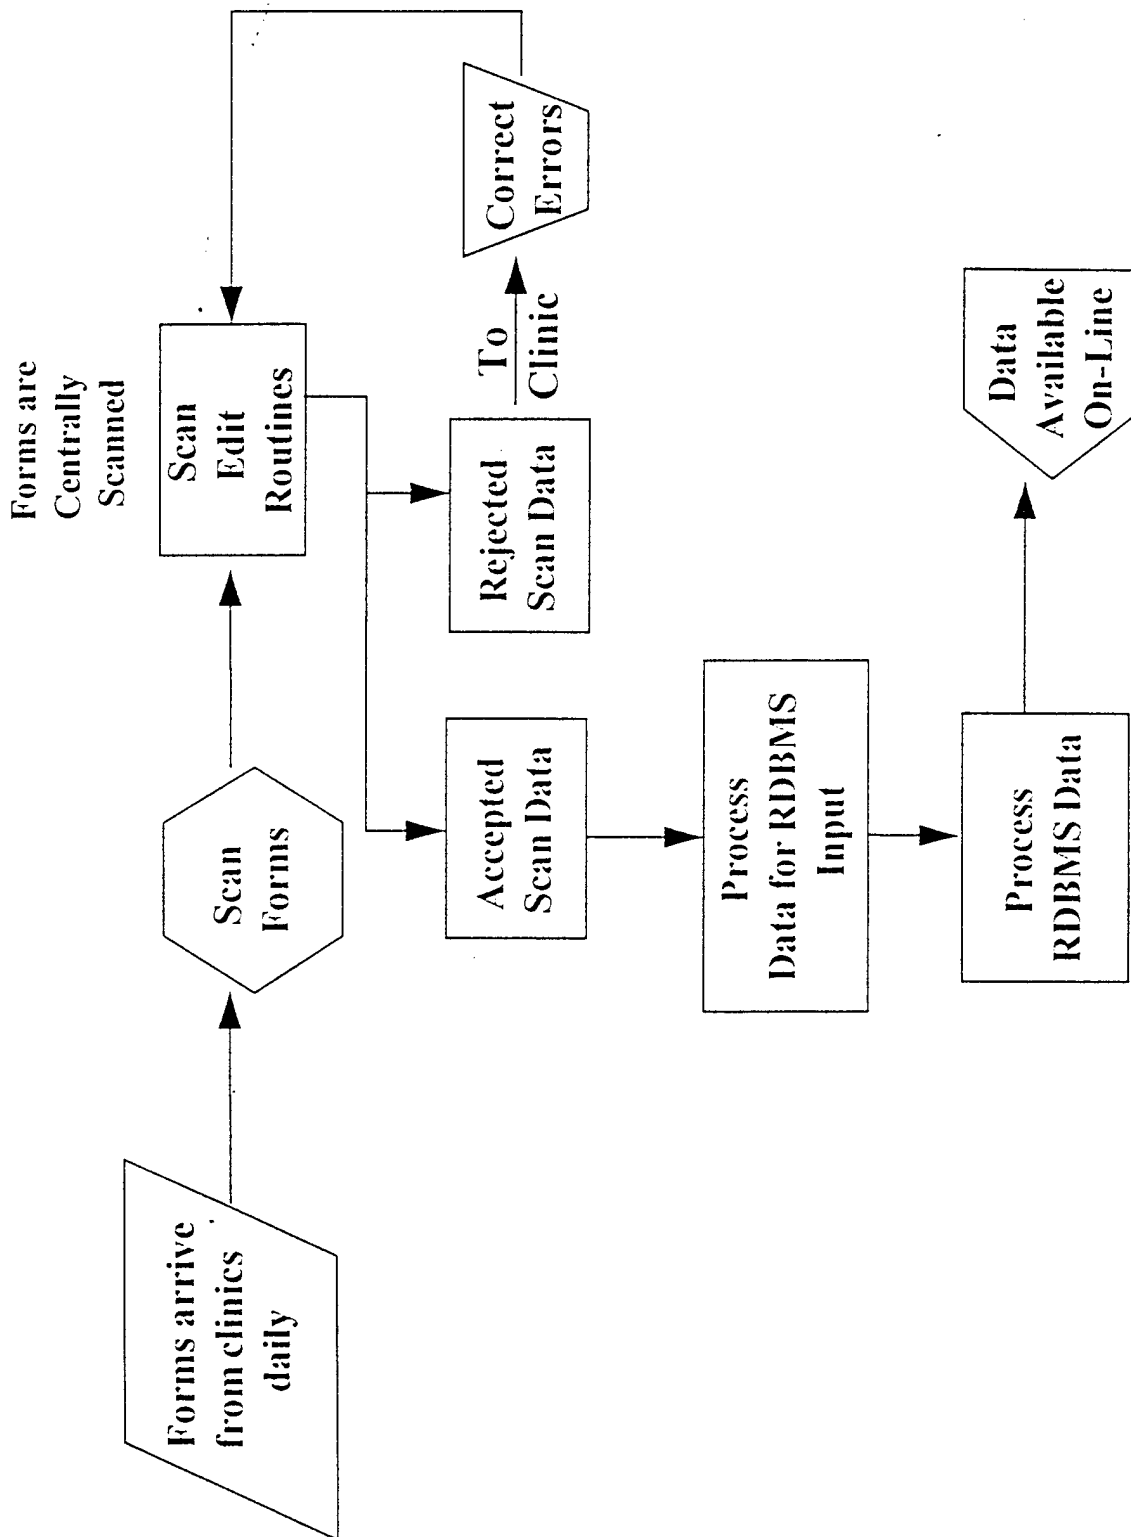 Forms are
Centrally
Scanned
Forms arrive
from clinics
daily
Scan
Forms
Scan
Edit
Routines
Accepted
Scan Data
Rejected
Scan Data
To
Clinic
Correct
Errors
Process
Data for RDBMS
Input
Process
RDBMS Data
Data
Available
On-Line